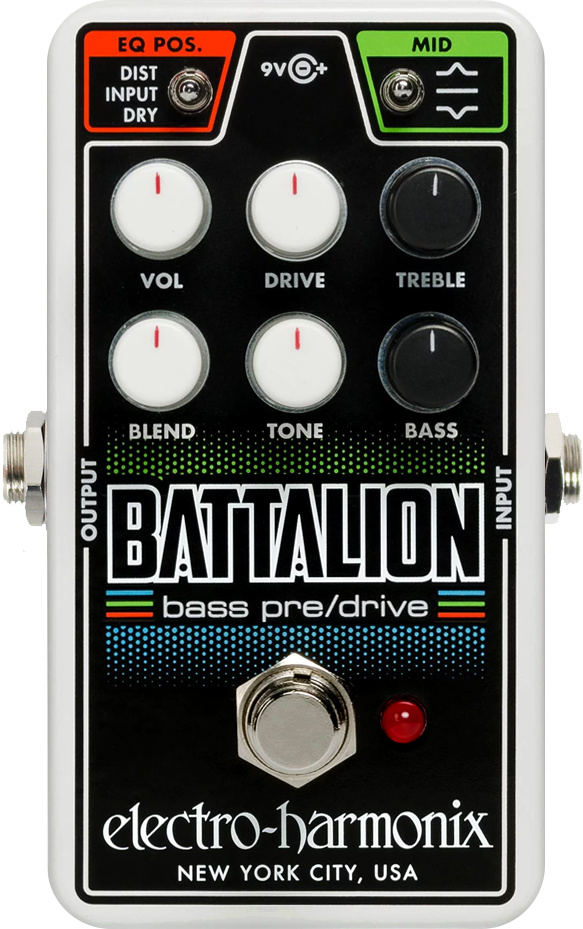 EQ POS.
DIST
INPUT
DRY
9V
MID
VOL
DRIVE
TREBLE
BLEND
TONE
BASS
OUTPUT
INPUT
BATTALION
bass pre/drive
electro-harmonix
NEW YORK CITY, USA